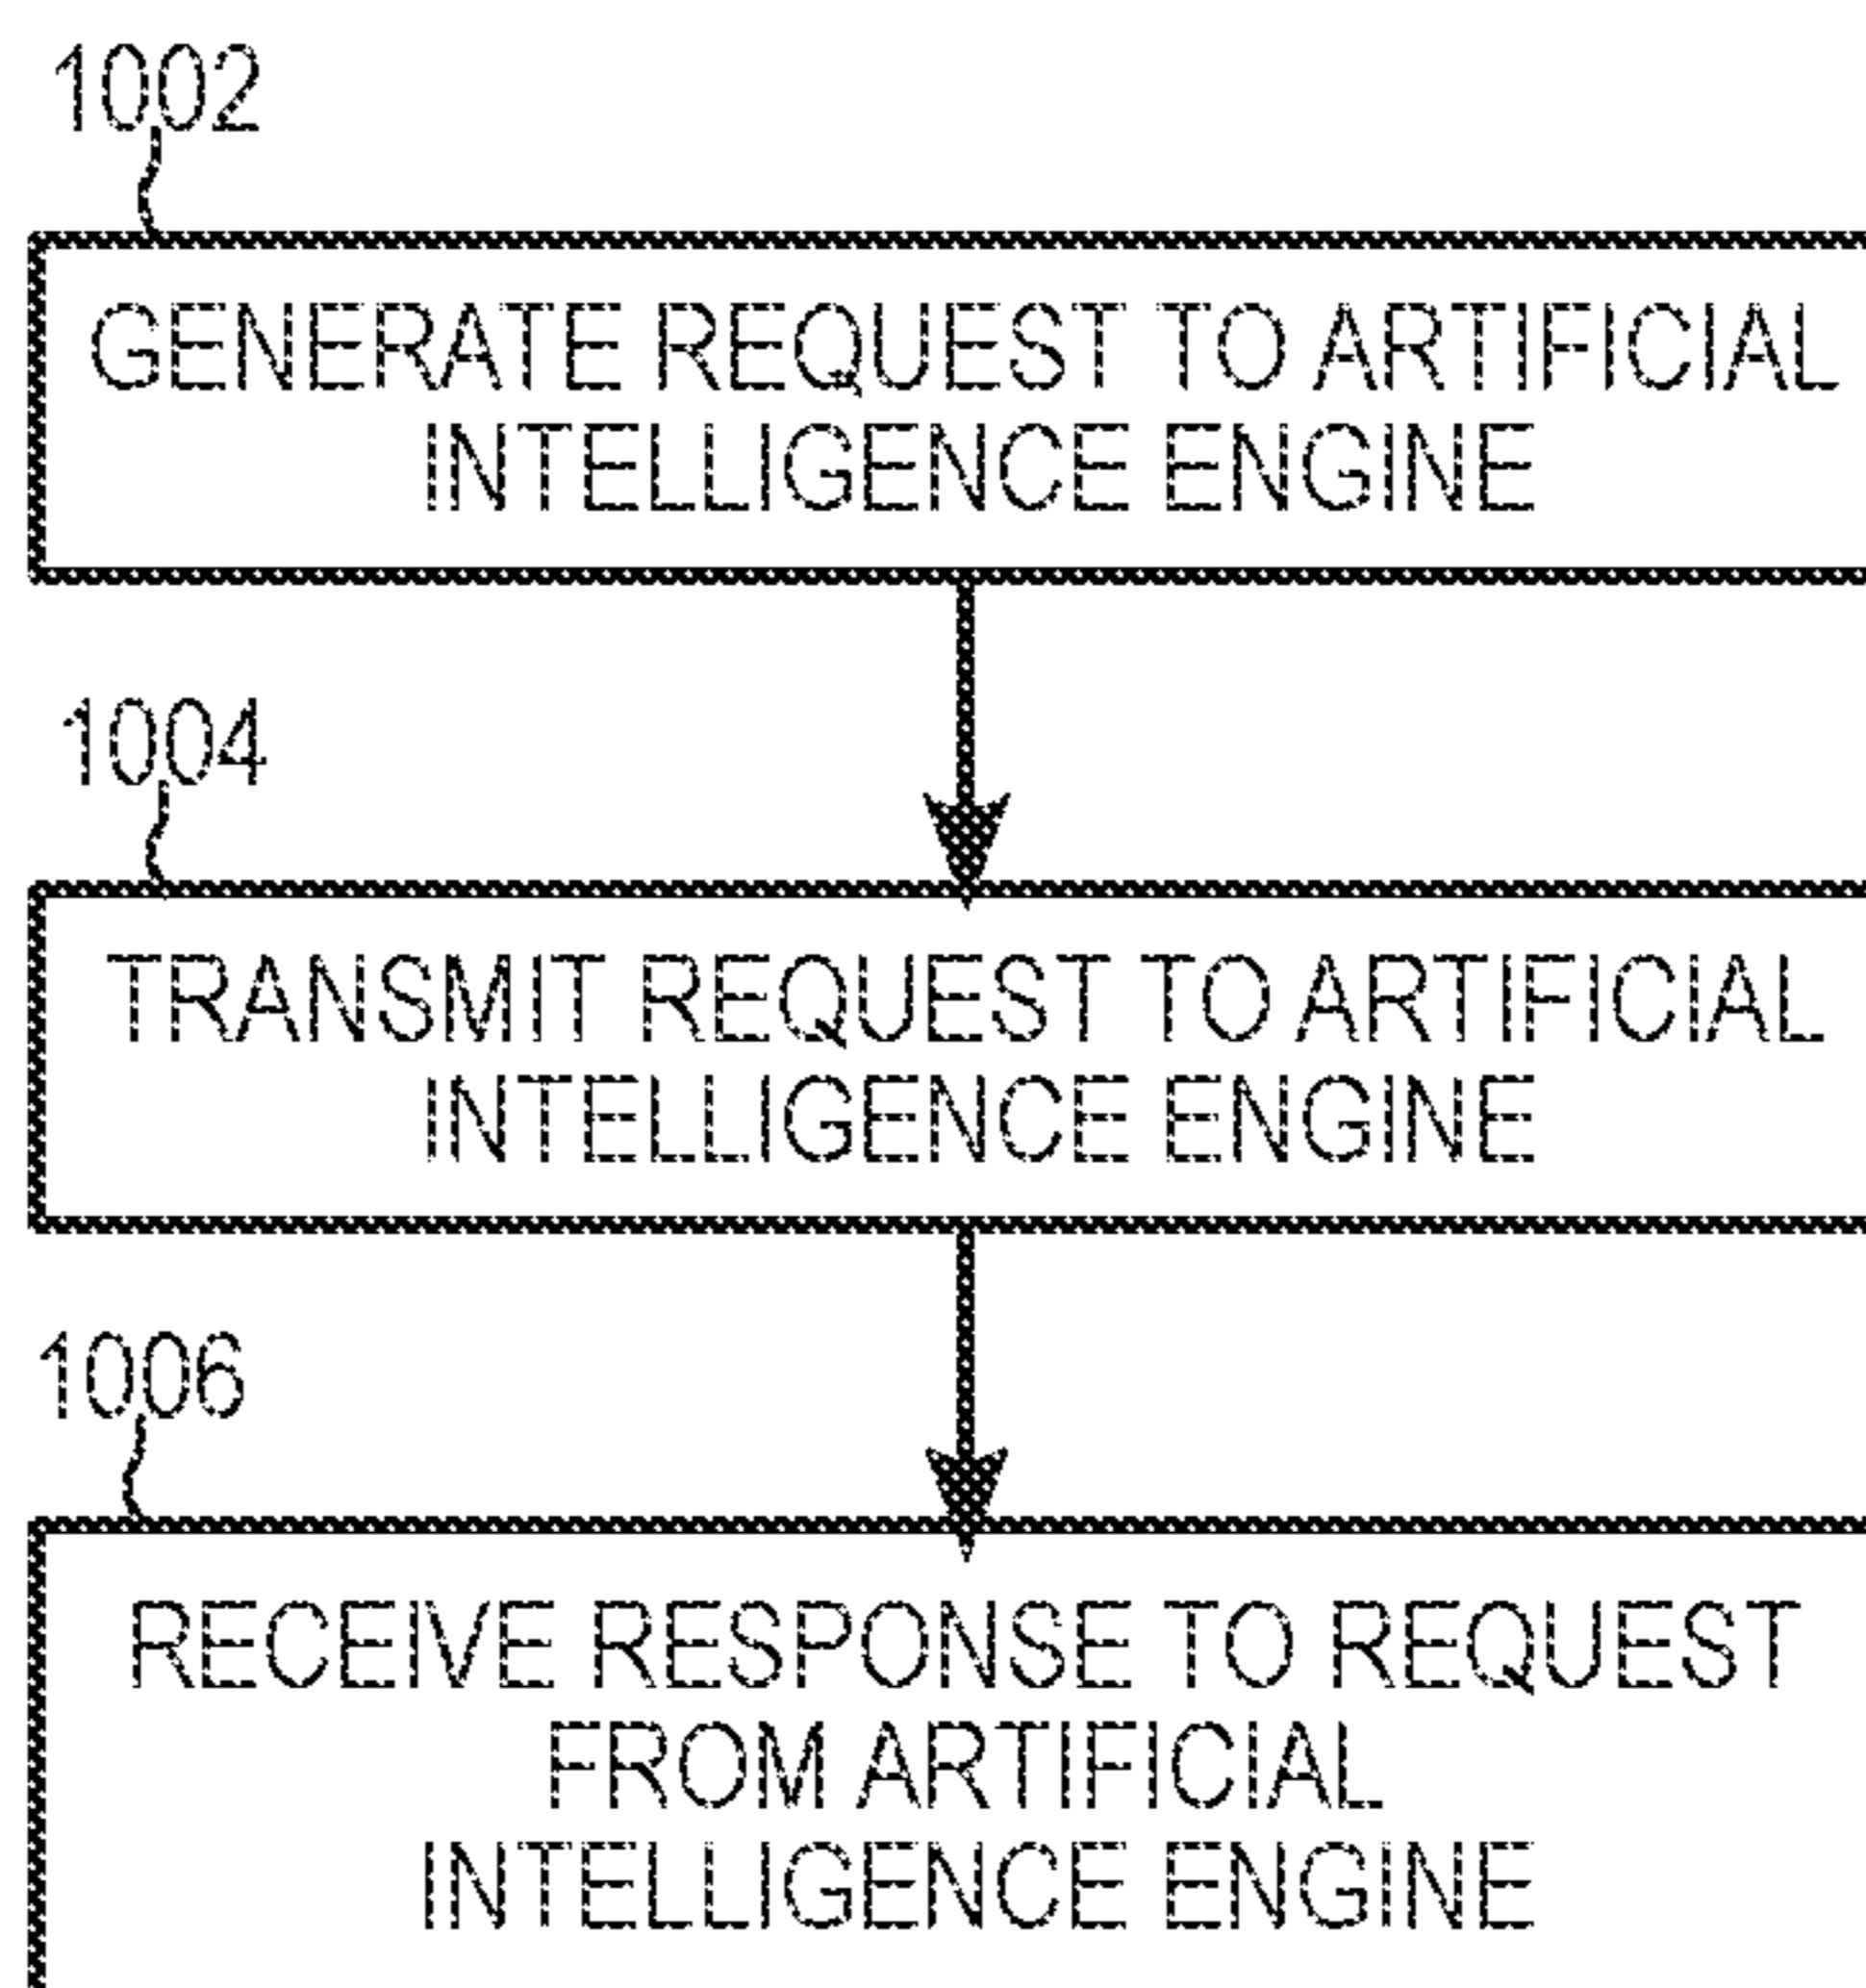 1002
GENERATE REQUEST TO ARTIFICIAL
INTELLIGENCE ENGINE
1004
TRANSMIT REQUEST TO ARTIFICIAL
INTELLIGENCE ENGINE
1006
RECEIVE RESPONSE TO REQUEST
FROM ARTIFICIAL
INTELLIGENCE ENGINE